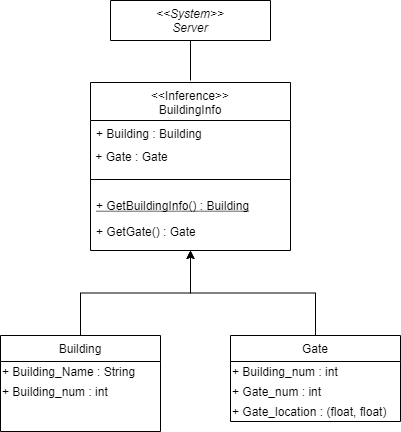 <<System>>
Server
<<Inference>>
BuildingInfo
+ Building : Building
+ Gate : Gate
+ GetBuildingInfo() : Building
+ GetGate() : Gate
Building
+ Building_Name : String
+ Building_num : int
Gate
+ Building_num : int
+ Gate_num : int
+ Gate_location : (float, float)